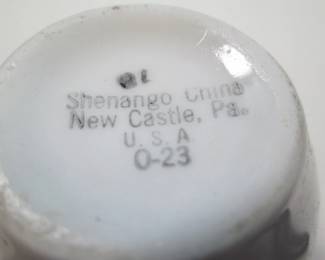 Shenango China
New Castle, Pa.
U. S. A
O-23